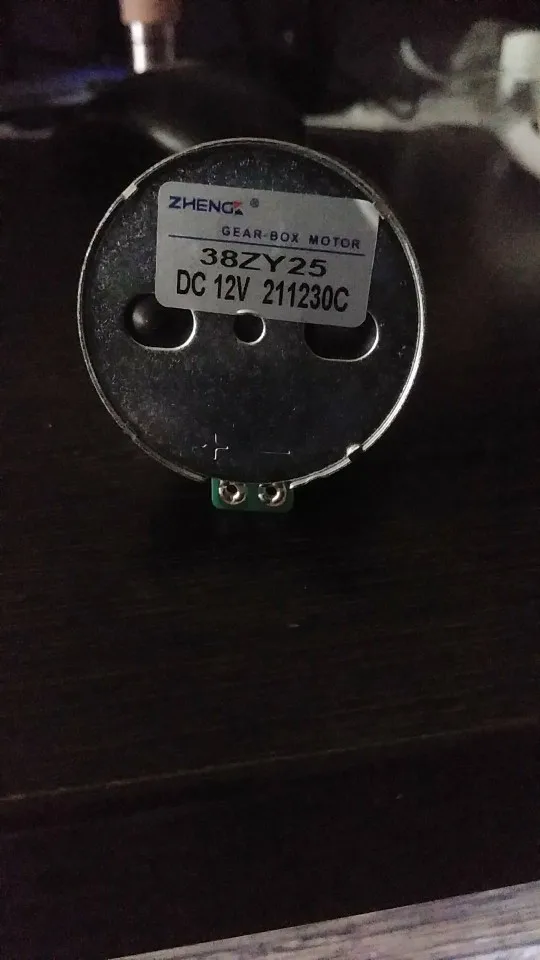 ZHENGK ®
GEAR-BOX MOTOR
38ZY25
DC 12V 211230C
+ -